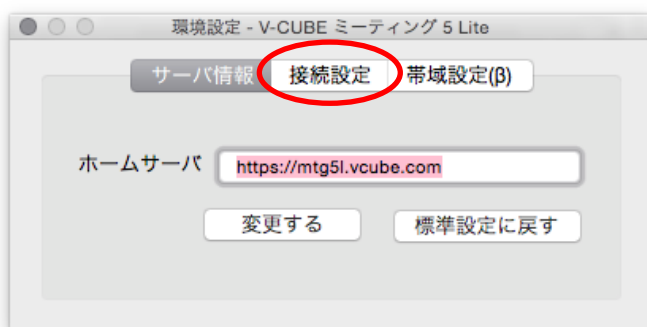 環境設定 - V-CUBE ミーティング 5 Lite
サーバ情報 接続設定 帯域設定(β)
ホームサーバ https://mtg5l.vcube.com
変更する 標準設定に戻す